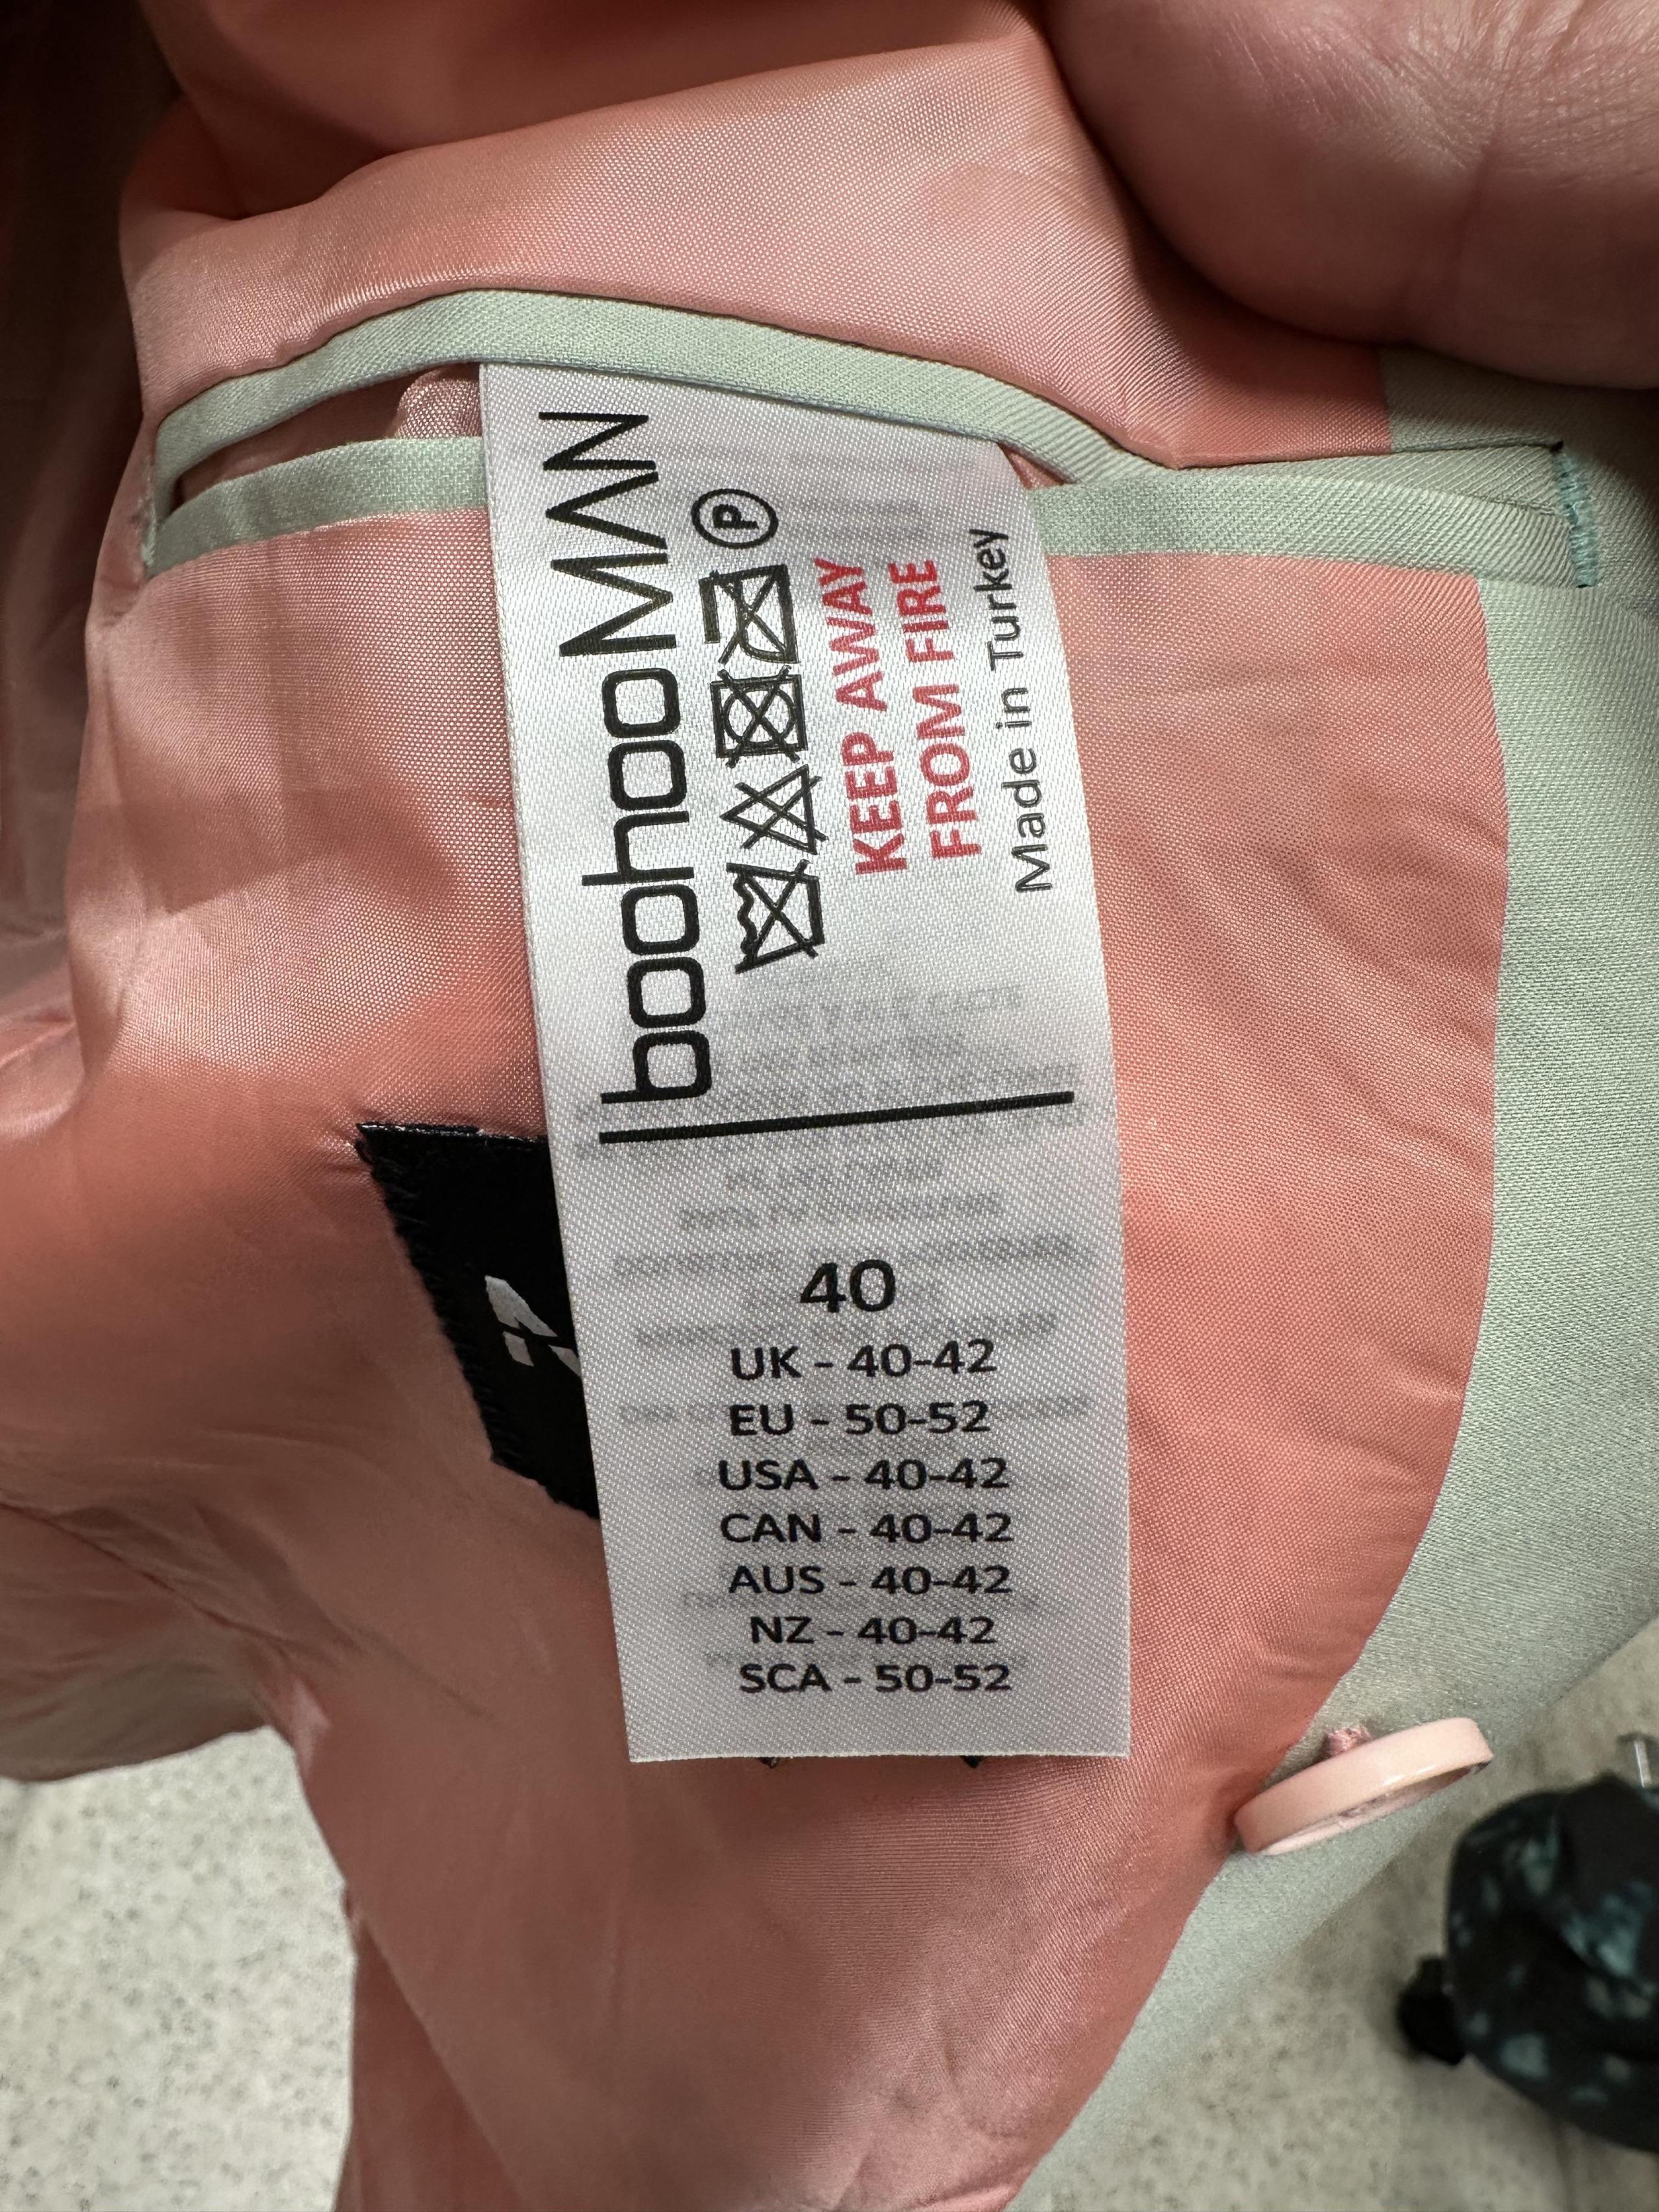 boohooMAN
P
KEEP AWAY
FROM FIRE
Made in Turkey
40
UK - 40-42
EU - 50-52
USA - 40-42
CAN - 40-42
AUS - 40-42
NZ - 40-42
SCA - 50-52